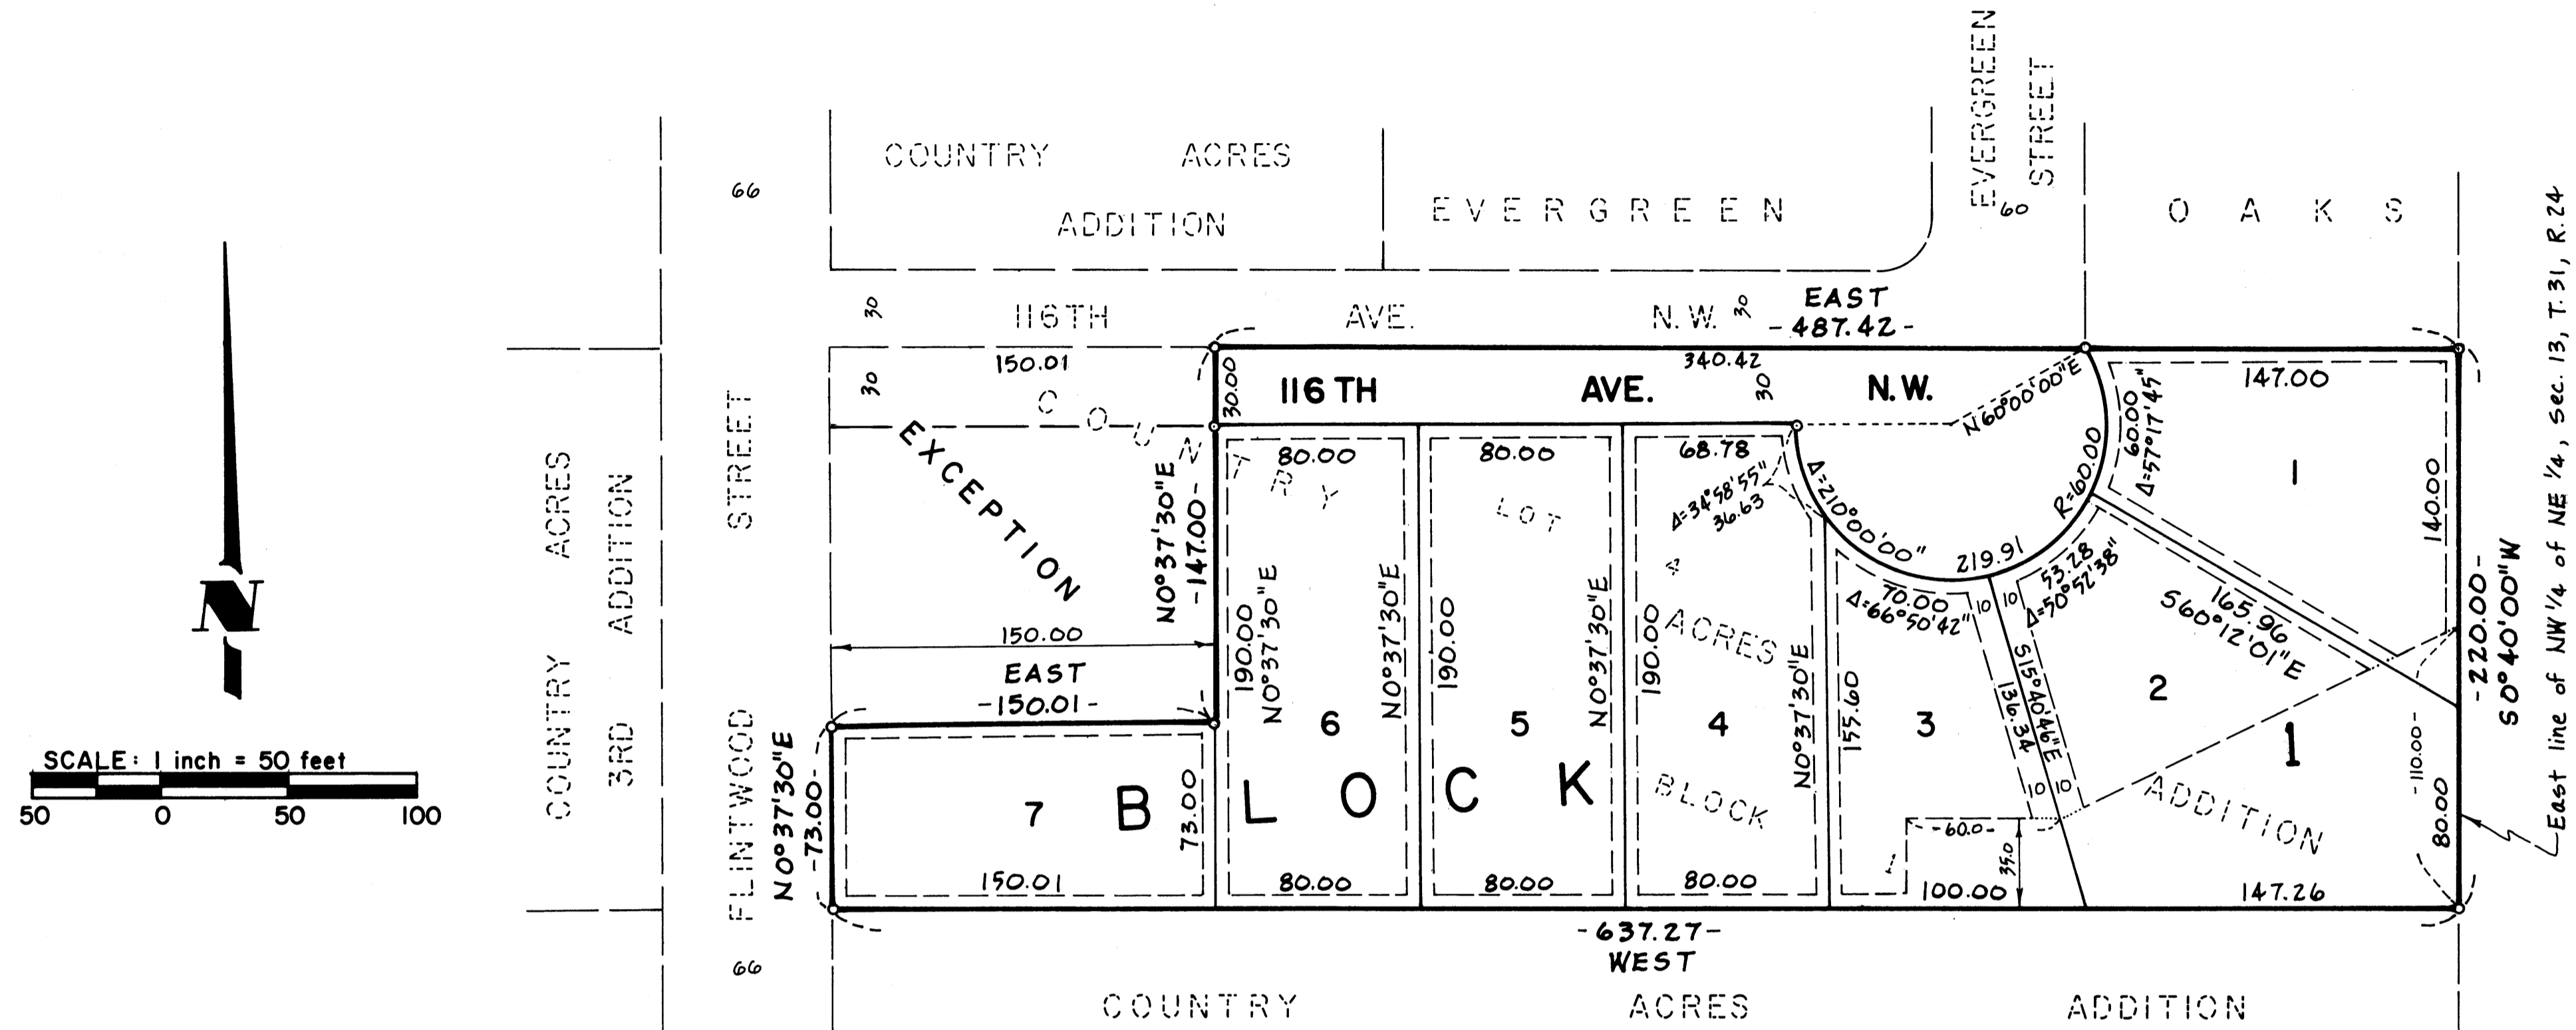 EVERGREEN
STREET
60
66
COUNTRY ACRES
ADDITION
EVERGREEN
OAKS
30
116TH AVE. N.W.
30
EAST
-487.42-
150.01
30
COUNTRY
30.00
340.42
116TH AVE. N.W.
30
N60°00'00"E
147.00
60.00
Δ=57°17'45"
1
140.00
EXCEPTION
N0°37'30"E
-147.00-
80.00
80.00
68.78
LOT
4
Δ=34°58'55"
36.63
Δ=210°00'00"
R=60.00
219.91
70.00
Δ=66°50'42"
53.28
Δ=50°52'38"
10
10
165.96
S60°12'01"E
-220.00-
S0°40'00"W
East line of NW 1/4 of NE 1/4, sec. 13, T.31, R.24
COUNTRY ACRES
3RD ADDITION
FLINTWOOD STREET
150.00
EAST
-150.01-
190.00
N0°37'30"E
N0°37'30"E
190.00
N0°37'30"E
190.00
ACRES
N0°37'30"E
155.60
S15°40'46"E
136.34
N
SCALE: 1 inch = 50 feet
50 0 50 100
N0°37'30"E
-73.00-
7
73.00
6
5
4
3
2
1
BLOCK
BLOCK
ADDITION
10
10
-60.0-
35.0
-110.00-
80.00
150.01
80.00
80.00
80.00
100.00
147.26
-637.27-
WEST
66
COUNTRY ACRES ADDITION